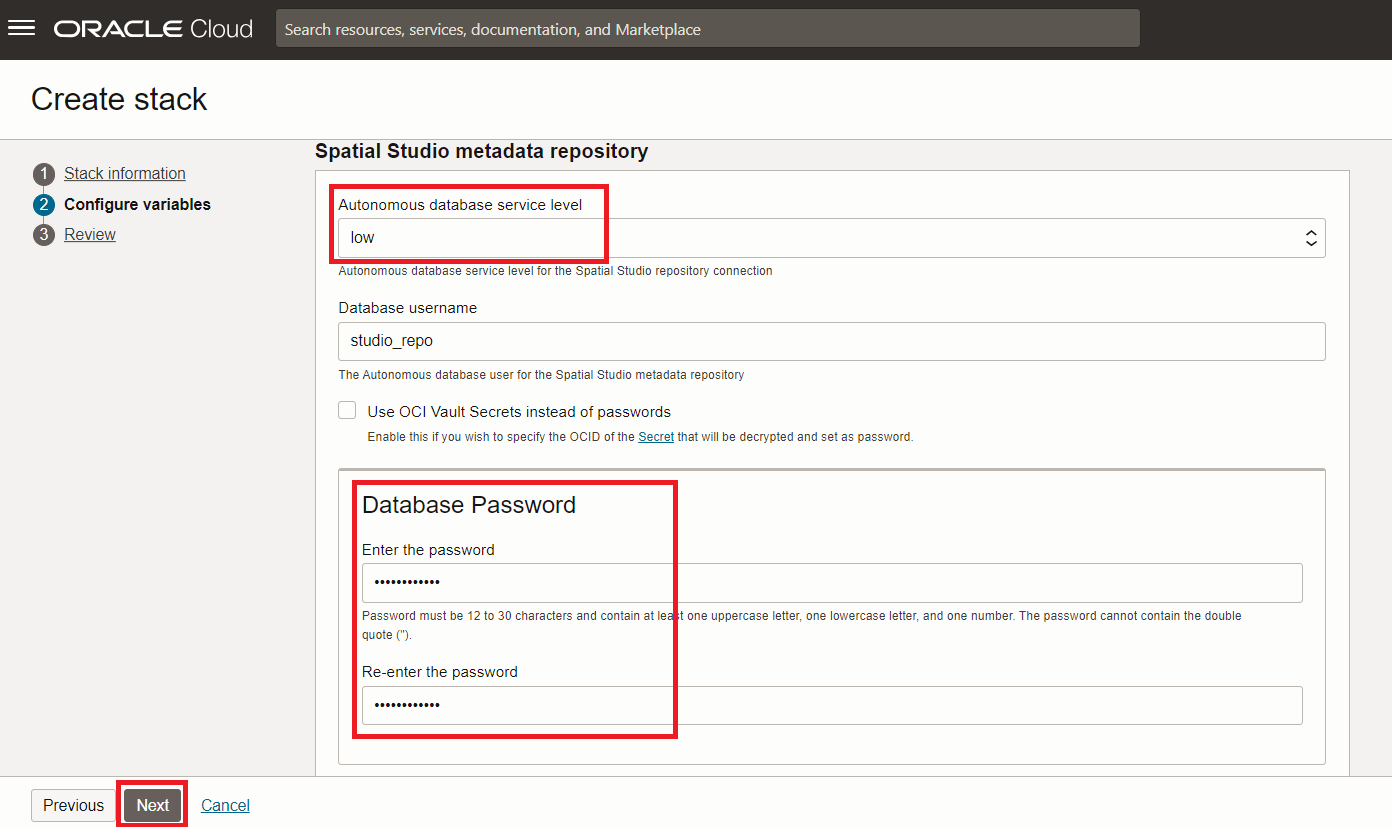 ORACLE Cloud
Search resources, services, documentation, and Marketplace
Create stack
1 Stack information
2 Configure variables
3 Review
Spatial Studio metadata repository
Autonomous database service level
low
Autonomous database service level for the Spatial Studio repository connection
Database username
studio_repo
The Autonomous database user for the Spatial Studio metadata repository
Use OCI Vault Secrets instead of passwords
Enable this if you wish to specify the OCID of the Secret that will be decrypted and set as password.
Database Password
Enter the password
••••••••••••
Password must be 12 to 30 characters and contain at least one uppercase letter, one lowercase letter, and one number. The password cannot contain the double
quote (").
Re-enter the password
••••••••••••
Previous Next Cancel